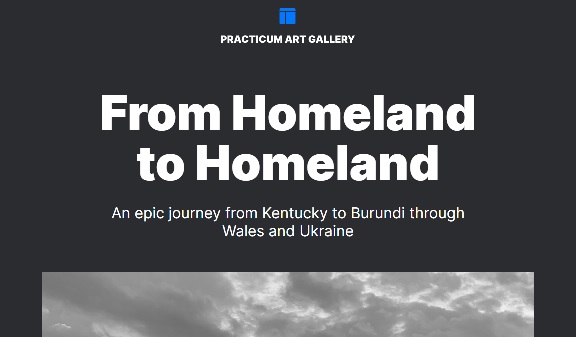 PRACTICUM ART GALLERY
From Homeland
to Homeland
An epic journey from Kentucky to Burundi through
Wales and Ukraine